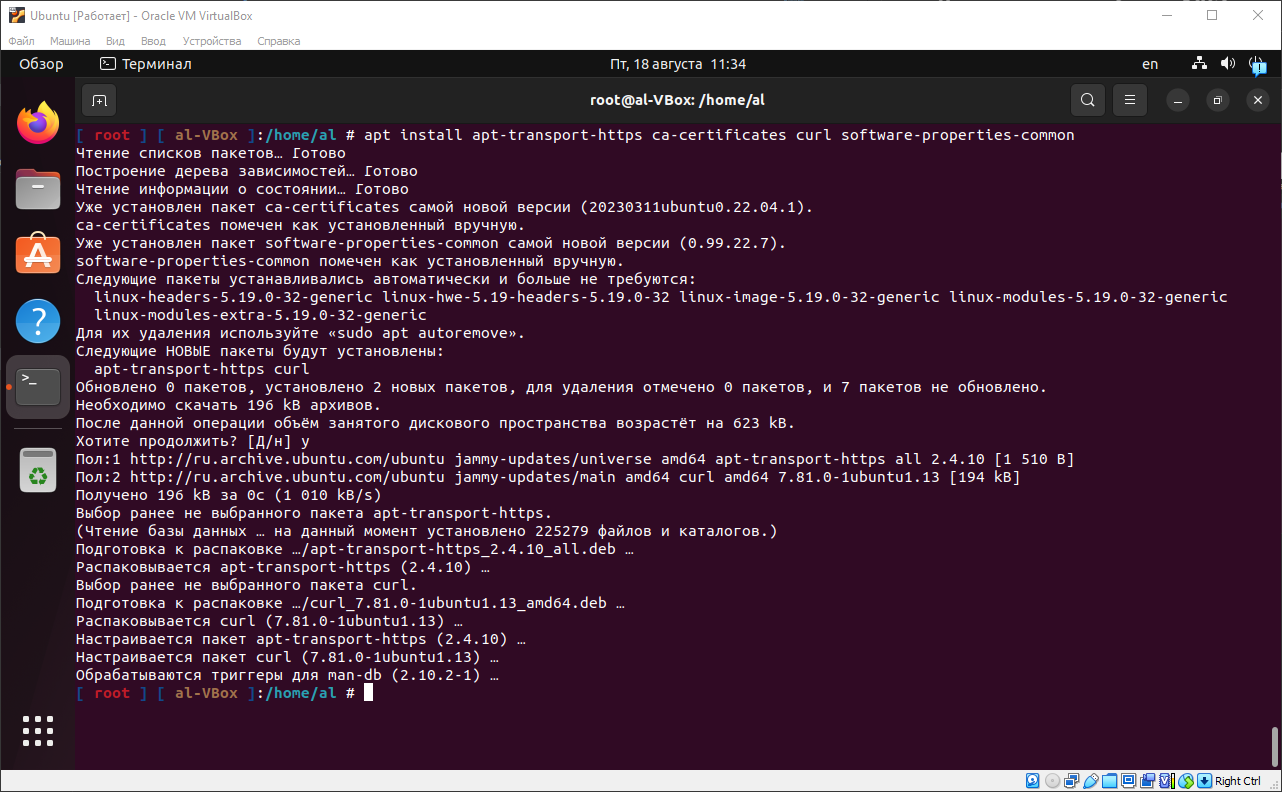 Ubuntu [Работает] - Oracle VM VirtualBox
Файл Машина Вид Ввод Устройства Справка
Обзор Терминал Пт, 18 августа 11:34 en
root@al-VBox: /home/al
[ root ] [ al-VBox ]:/home/al # apt install apt-transport-https ca-certificates curl software-properties-common
Чтение списков пакетов… Готово
Построение дерева зависимостей… Готово
Чтение информации о состоянии… Готово
Уже установлен пакет ca-certificates самой новой версии (20230311ubuntu0.22.04.1).
ca-certificates помечен как установленный вручную.
Уже установлен пакет software-properties-common самой новой версии (0.99.22.7).
software-properties-common помечен как установленный вручную.
Следующие пакеты устанавливались автоматически и больше не требуются:
linux-headers-5.19.0-32-generic linux-hwe-5.19-headers-5.19.0-32 linux-image-5.19.0-32-generic linux-modules-5.19.0-32-generic
linux-modules-extra-5.19.0-32-generic
Для их удаления используйте «sudo apt autoremove».
Следующие НОВЫЕ пакеты будут установлены:
apt-transport-https curl
Обновлено 0 пакетов, установлено 2 новых пакетов, для удаления отмечено 0 пакетов, и 7 пакетов не обновлено.
Необходимо скачать 196 kB архивов.
После данной операции объём занятого дискового пространства возрастёт на 623 kB.
Хотите продолжить? [Д/н] y
Пол:1 http://ru.archive.ubuntu.com/ubuntu jammy-updates/universe amd64 apt-transport-https all 2.4.10 [1 510 B]
Пол:2 http://ru.archive.ubuntu.com/ubuntu jammy-updates/main amd64 curl amd64 7.81.0-1ubuntu1.13 [194 kB]
Получено 196 kB за 0с (1 010 kB/s)
Выбор ранее не выбранного пакета apt-transport-https.
(Чтение базы данных … на данный момент установлено 225279 файлов и каталогов.)
Подготовка к распаковке …/apt-transport-https_2.4.10_all.deb …
Распаковывается apt-transport-https (2.4.10) …
Выбор ранее не выбранного пакета curl.
Подготовка к распаковке …/curl_7.81.0-1ubuntu1.13_amd64.deb …
Распаковывается curl (7.81.0-1ubuntu1.13) …
Настраивается пакет apt-transport-https (2.4.10) …
Настраивается пакет curl (7.81.0-1ubuntu1.13) …
Обрабатываются триггеры для man-db (2.10.2-1) …
[ root ] [ al-VBox ]:/home/al #
Right Ctrl